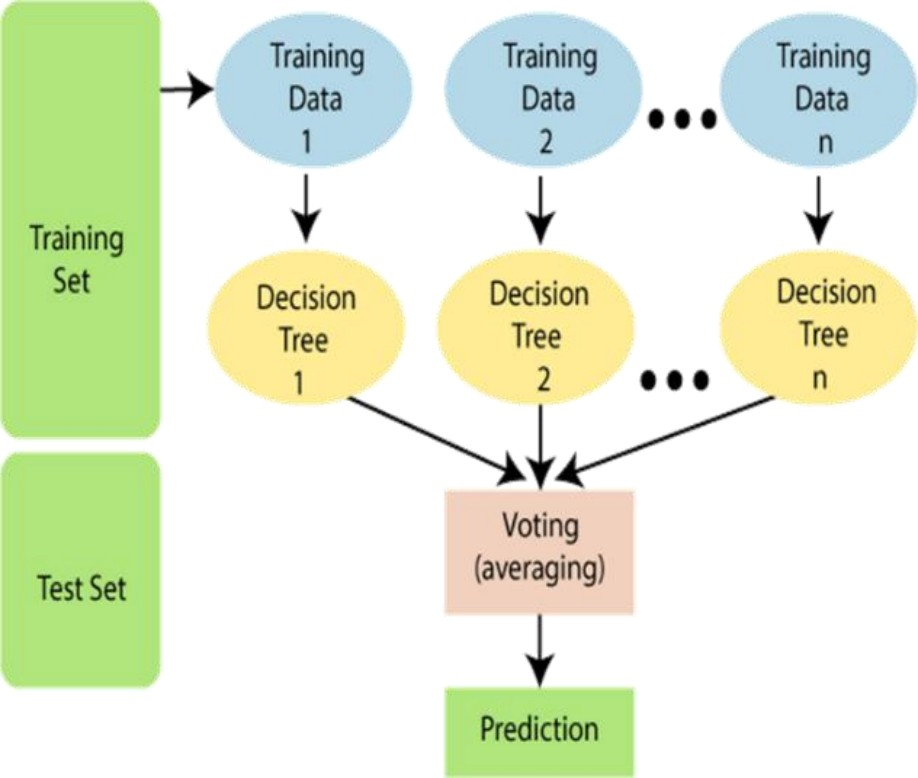 Training
Set
Training
Data
1
Training
Data
2
Training
Data
n
Decision
Tree
1
Decision
Tree
2
Decision
Tree
n
Voting
(averaging)
Test Set
Prediction